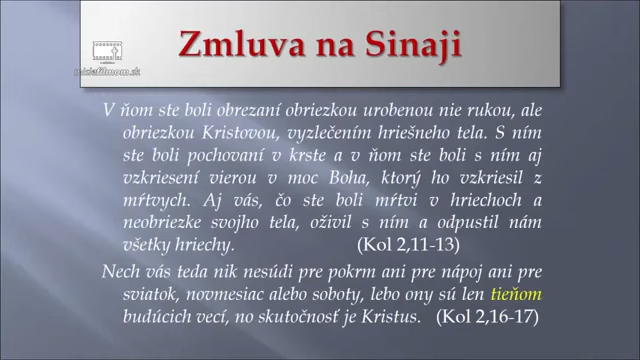 Zmluva na Sinaji
misiafilmom.sk
V ňom ste boli obrezaní obriezkou urobenou nie rukou, ale
obriezkou Kristovou, vyzlečením hriešneho tela. S ním
ste boli pochovaní v krste a v ňom ste boli s ním aj
vzkriesení vierou v moc Boha, ktorý ho vzkriesil z
mŕtvych. Aj vás, čo ste boli mŕtvi v hriechoch a
neobriezke svojho tela, oživil s ním a odpustil nám
všetky hriechy. (Kol 2,11-13)
Nech vás teda nik nesúdi pre pokrm ani pre nápoj ani pre
sviatok, novmesiac alebo soboty, lebo ony sú len tieňom
budúcich vecí, no skutočnosť je Kristus. (Kol 2,16-17)